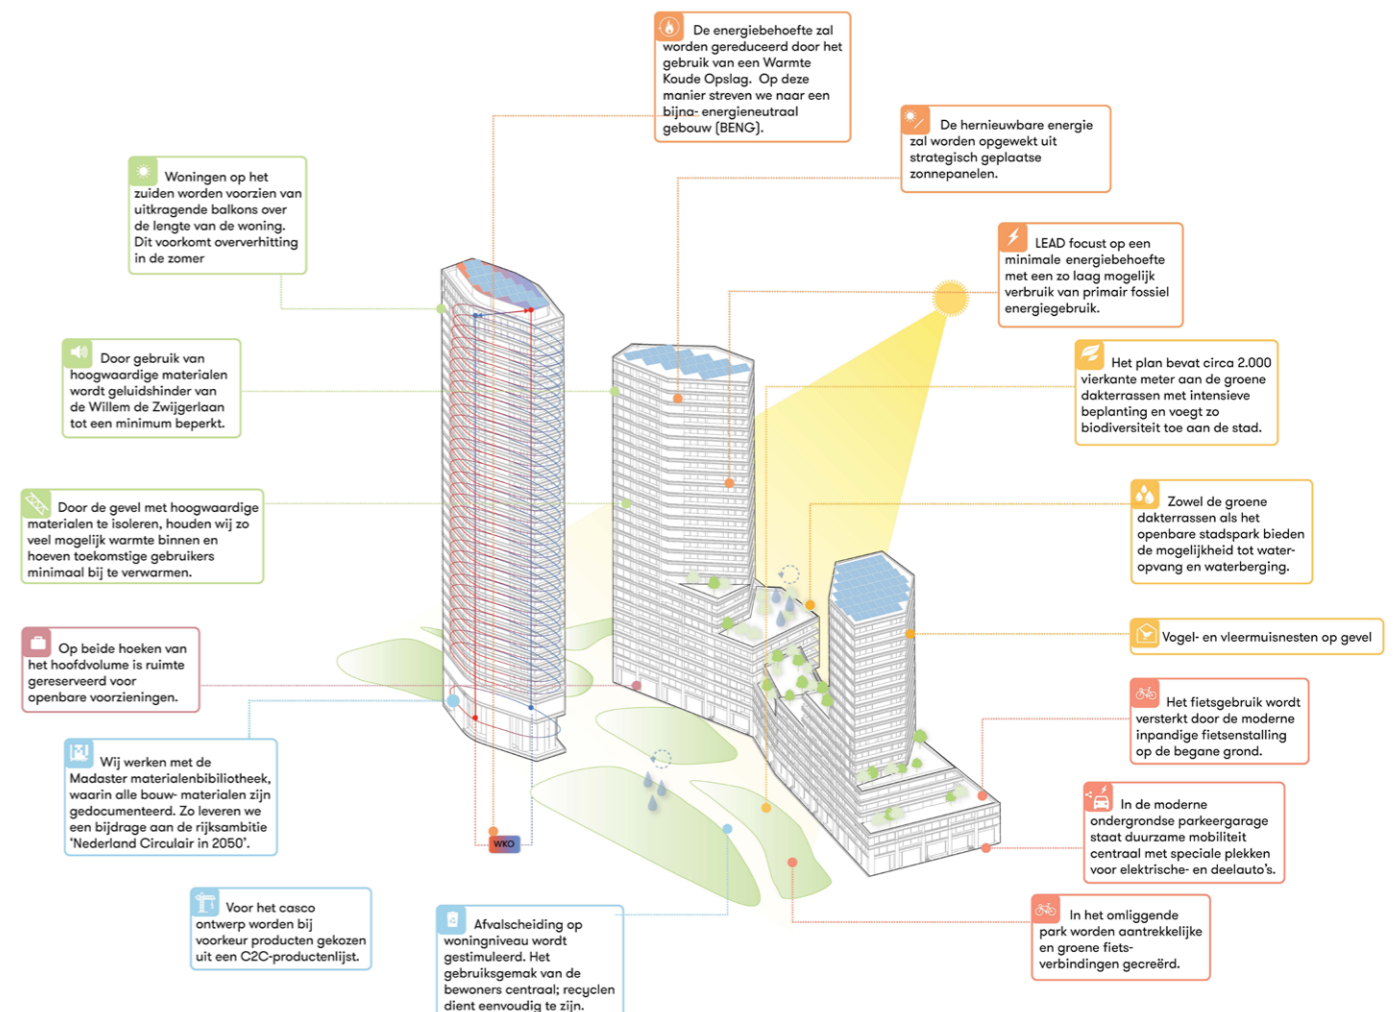 De energiebehoefte zal
worden gereduceerd door het
gebruik van een Warmte
Koude Opslag. Op deze
manier streven we naar een
bijna- energieneutraal
gebouw (BENG).
De hernieuwbare energie
zal worden opgewekt uit
strategisch geplaatse
zonnepanelen.
Woningen op het
zuiden worden voorzien van
uitkragende balkons over
de lengte van de woning.
Dit voorkomt oververhitting
in de zomer
LEAD focust op een
minimale energiebehoefte
met een zo laag mogelijk
verbruik van primair fossiel
energiegebruik.
Door gebruik van
hoogwaardige materialen
wordt geluidshinder van
de Willem de Zwijgerlaan
tot een minimum beperkt.
Het plan bevat circa 2.000
vierkante meter aan de groene
dakterrassen met intensieve
beplanting en voegt zo
biodiversiteit toe aan de stad.
Door de gevel met hoogwaardige
materialen te isoleren, houden wij zo
veel mogelijk warmte binnen en
hoeven toekomstige gebruikers
minimaal bij te verwarmen.
Zowel de groene
dakterrassen als het
openbare stadspark bieden
de mogelijkheid tot water-
opvang en waterberging.
Op beide hoeken van
het hoofdvolume is ruimte
gereserveerd voor
openbare voorzieningen.
Vogel- en vleermuisnesten op gevel
Het fietsgebruik wordt
versterkt door de moderne
inpandige fietsenstalling
op de begane grond.
Wij werken met de
Madaster materialenbibiliotheek,
waarin alle bouw- materialen zijn
gedocumenteerd. Zo leveren we
een bijdrage aan de rijksambitie
‘Nederland Circulair in 2050’.
WKO
In de moderne
ondergrondse parkeergarage
staat duurzame mobiliteit
centraal met speciale plekken
voor elektrische- en deelauto's.
Voor het casco
ontwerp worden bij
voorkeur producten gekozen
uit een C2C-productenlijst.
Afvalscheiding op
woningniveau wordt
gestimuleerd. Het
gebruiksgemak van de
bewoners centraal; recyclen
dient eenvoudig te zijn.
In het omliggende
park worden aantrekkelijke
en groene fiets-
verbindingen gecreërd.